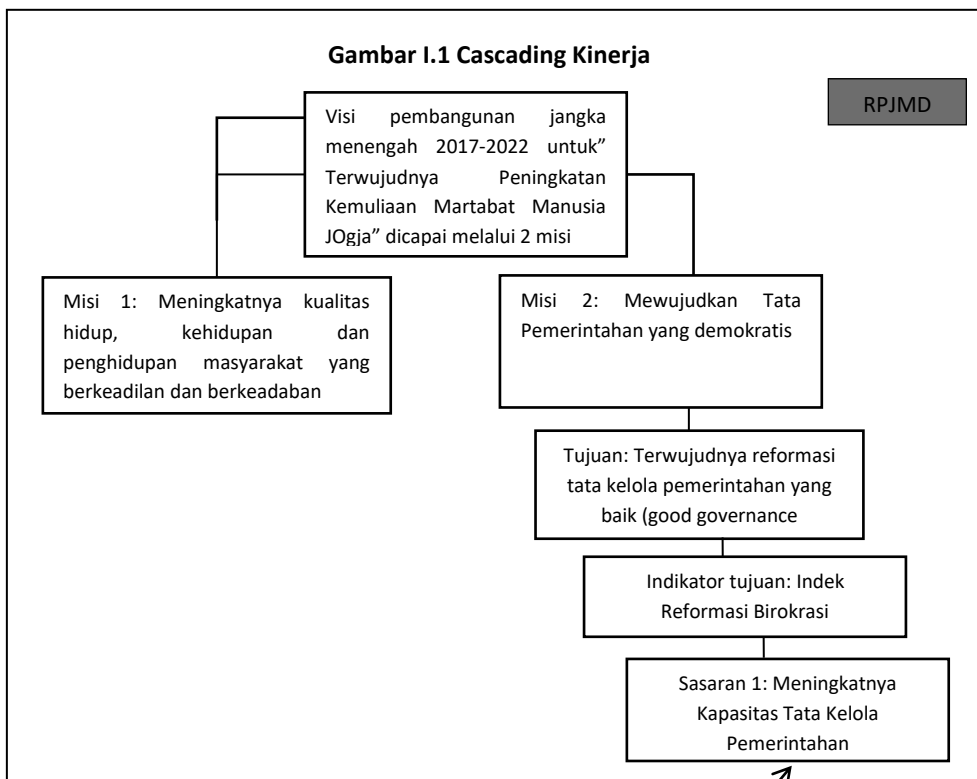 Gambar I.1 Cascading Kinerja
RPJMD
Visi pembangunan jangka
menengah 2017-2022 untuk”
Terwujudnya Peningkatan
Kemuliaan Martabat Manusia
JOgja” dicapai melalui 2 misi
Misi 1: Meningkatnya kualitas
hidup, kehidupan dan
penghidupan masyarakat yang
berkeadilan dan berkeadaban
Misi 2: Mewujudkan Tata
Pemerintahan yang demokratis
Tujuan: Terwujudnya reformasi
tata kelola pemerintahan yang
baik (good governance
Indikator tujuan: Indek
Reformasi Birokrasi
Sasaran 1: Meningkatnya
Kapasitas Tata Kelola
Pemerintahan